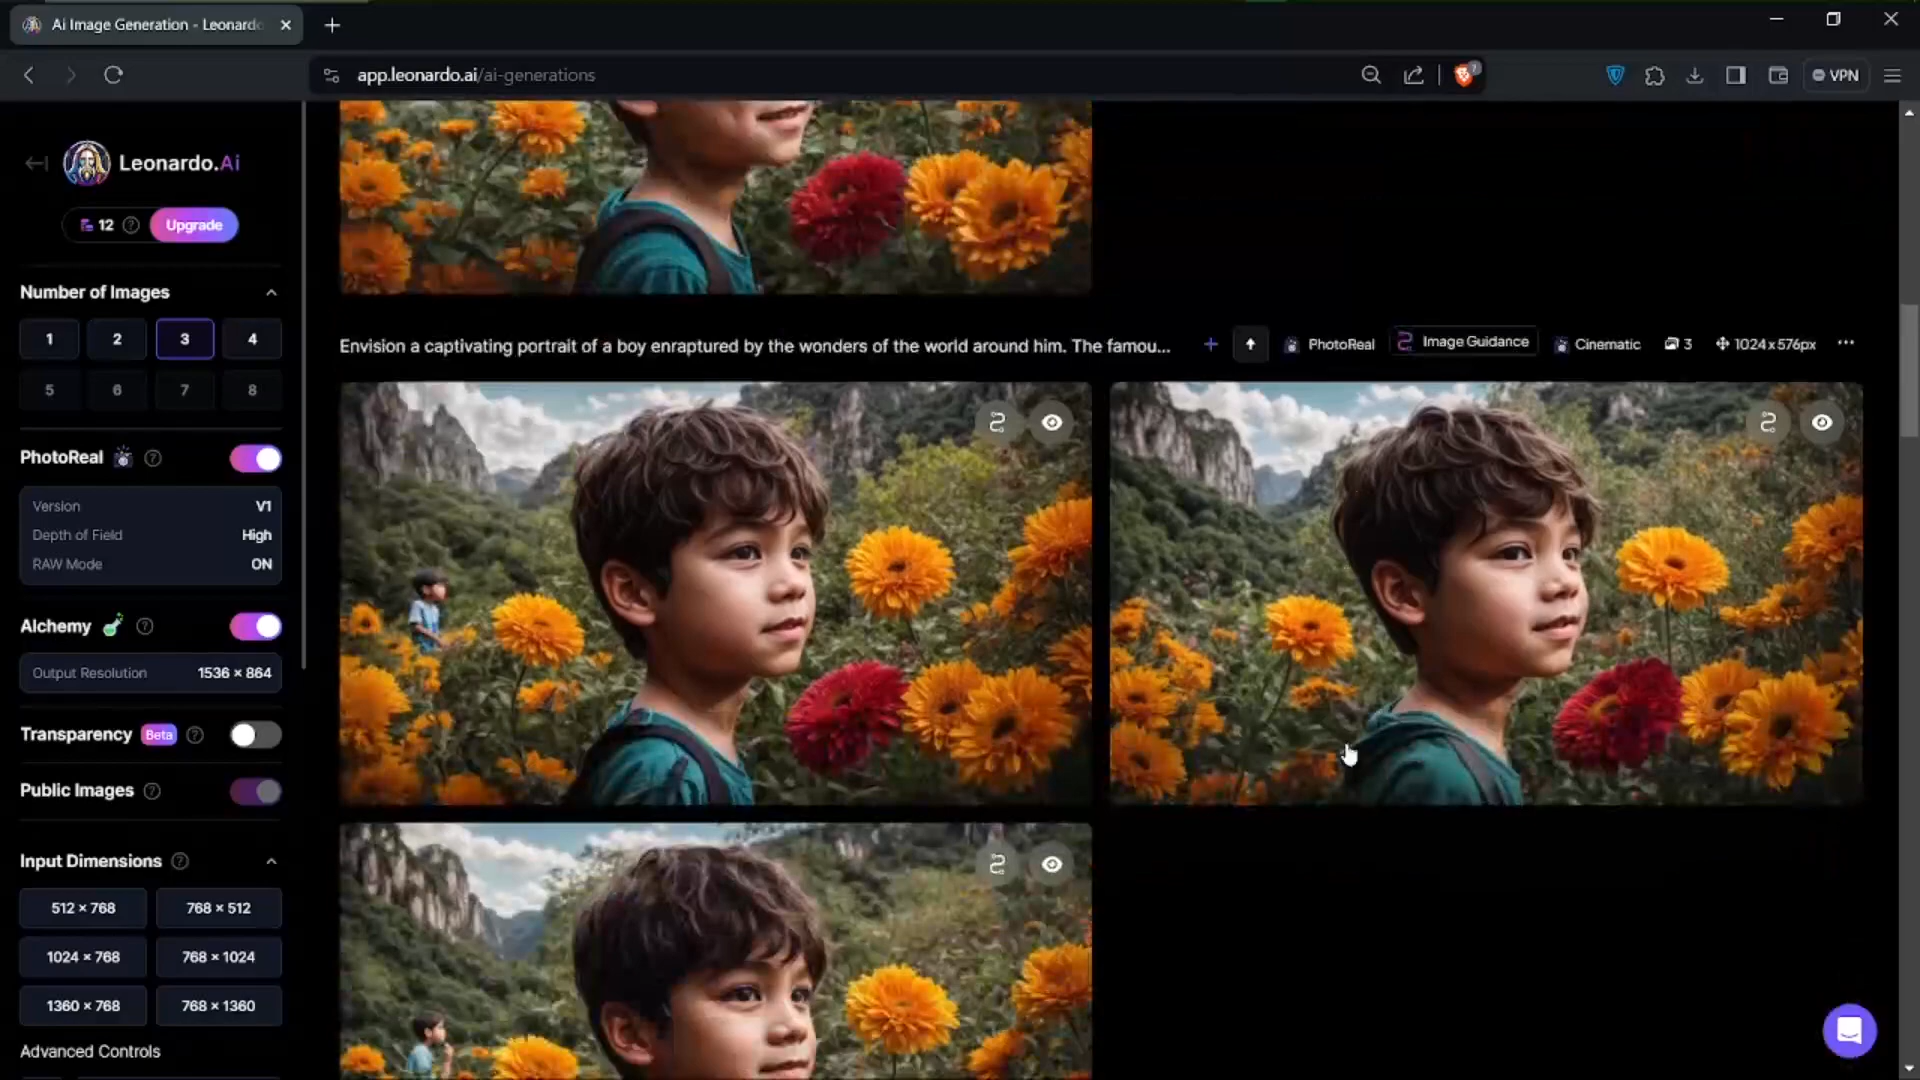 Ai Image Generation - Leonardo
app.leonardo.ai/ai-generations
7
VPN
Leonardo.Ai
12
Upgrade
Number of Images
1
2
3
4
5
6
7
8
PhotoReal
Version V1
Depth of Field High
RAW Mode ON
Alchemy
Output Resolution 1536 × 864
Transparency Beta
Public Images
Input Dimensions
512 × 768
768 × 512
1024 × 768
768 × 1024
1360 × 768
768 × 1360
Advanced Controls
Envision a captivating portrait of a boy enraptured by the wonders of the world around him. The famou...
PhotoReal
Image Guidance
Cinematic
3
1024x576px